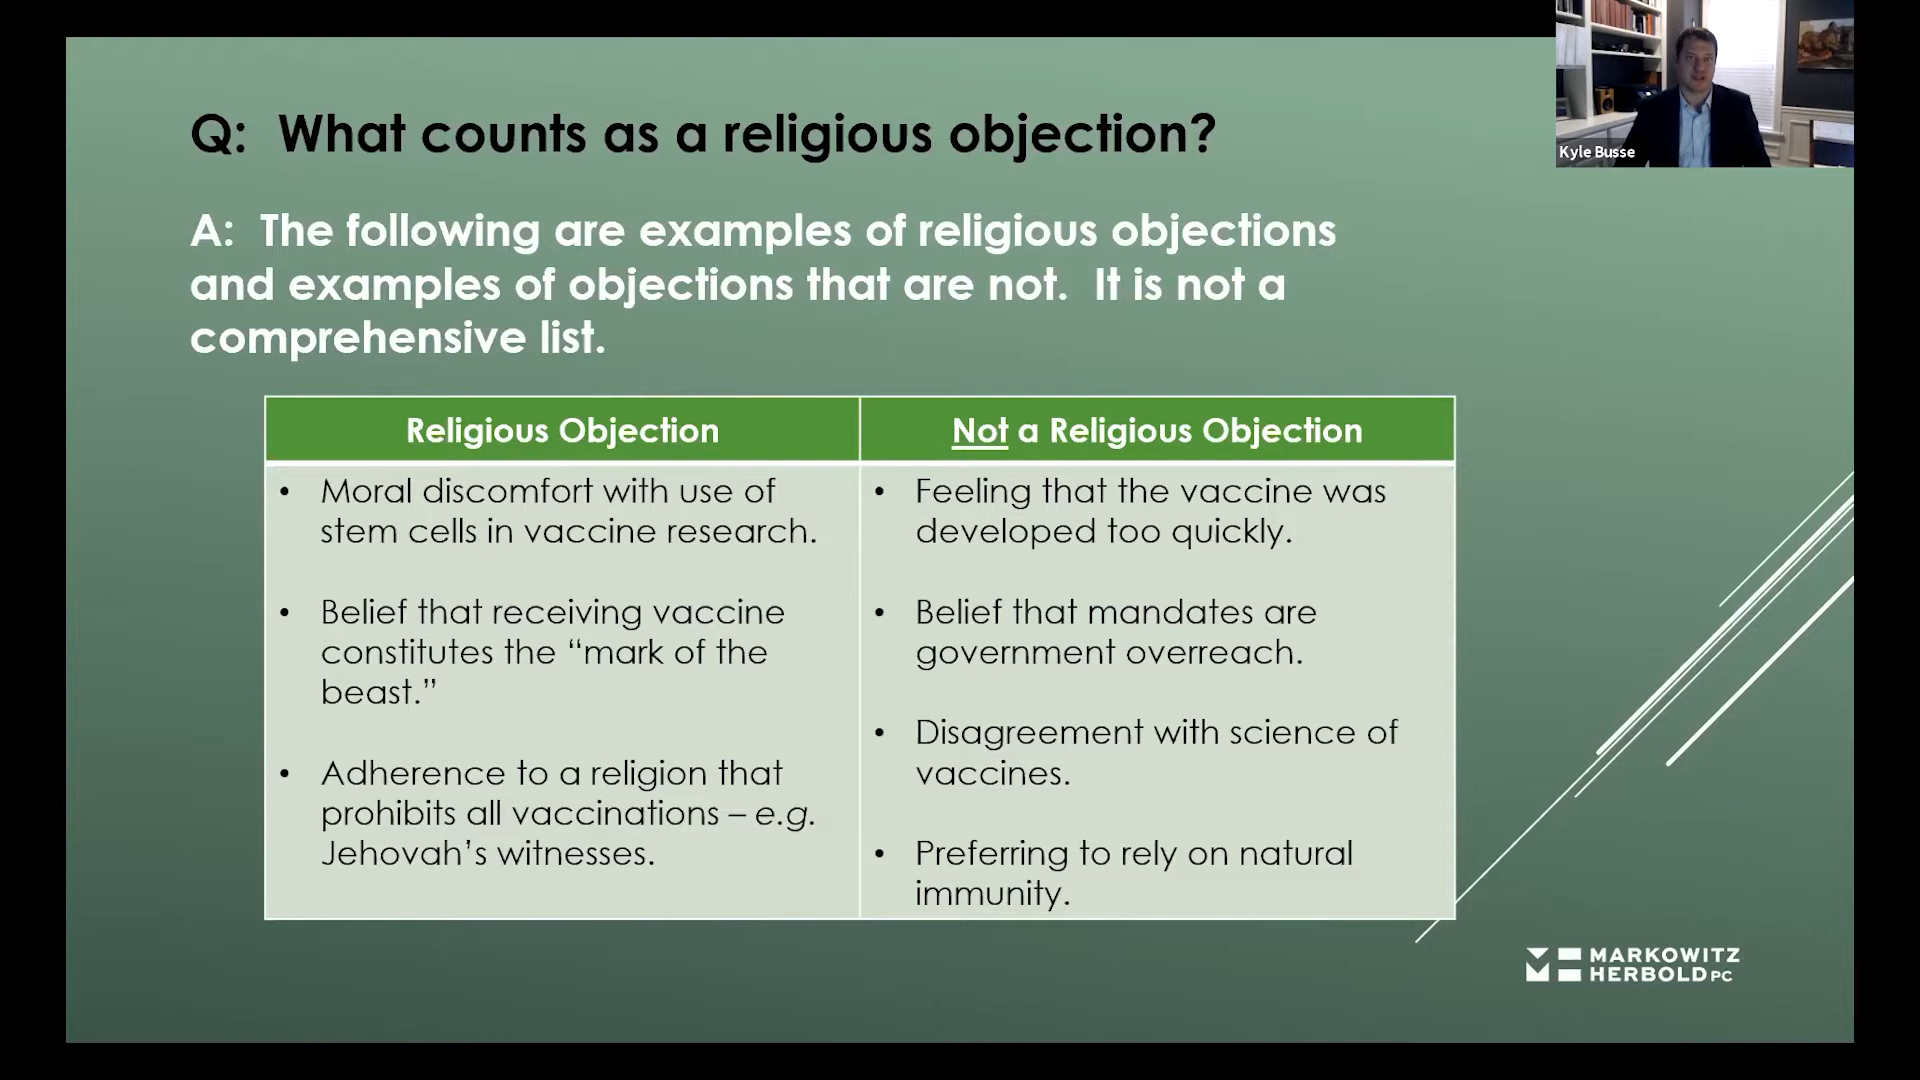 Q:  What counts as a religious objection?
Kyle Busse
A:  The following are examples of religious objections
and examples of objections that are not.  It is not a
comprehensive list.
Religious Objection
• Moral discomfort with use of
stem cells in vaccine research.
• Belief that receiving vaccine
constitutes the “mark of the
beast.”
• Adherence to a religion that
prohibits all vaccinations – e.g.
Jehovah’s witnesses.
Not a Religious Objection
• Feeling that the vaccine was
developed too quickly.
• Belief that mandates are
government overreach.
• Disagreement with science of
vaccines.
• Preferring to rely on natural
immunity.
MARKOWITZ
HERBOLD PC